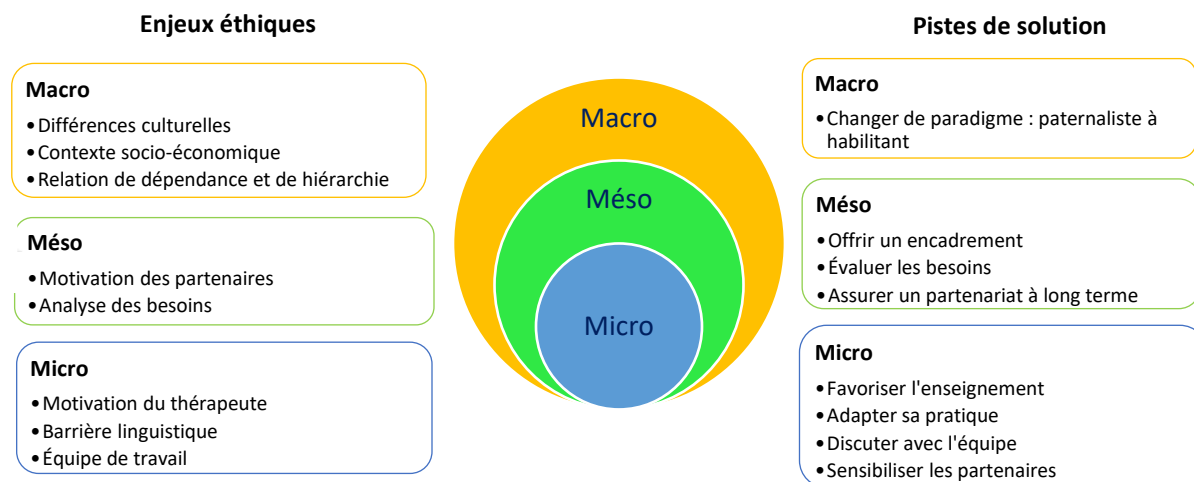 Enjeux éthiques
Macro
•Différences culturelles
•Contexte socio-économique
•Relation de dépendance et de hiérarchie
Méso
•Motivation des partenaires
•Analyse des besoins
Micro
•Motivation du thérapeute
•Barrière linguistique
•Équipe de travail
Macro
Méso
Micro
Pistes de solution
Macro
•Changer de paradigme : paternaliste à
habilitant
Méso
•Offrir un encadrement
•Évaluer les besoins
•Assurer un partenariat à long terme
Micro
•Favoriser l'enseignement
•Adapter sa pratique
•Discuter avec l'équipe
•Sensibiliser les partenaires